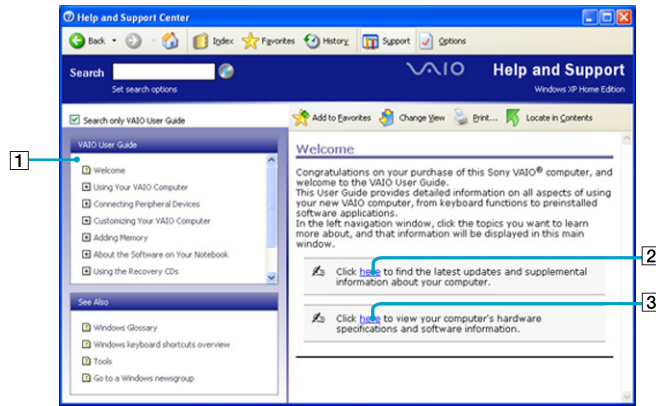 Help and Support Center
Back Index Favorites History Support Options
Search
Set search options
VAIO Help and Support
Windows XP Home Edition
Search only VAIO User Guide
Add to Favorites Change View Print... Locate in Contents
1
VAIO User Guide
Welcome
Using Your VAIO Computer
Connecting Peripheral Devices
Customizing Your VAIO Computer
Adding Memory
About the Software on Your Notebook
Using the Recovery CDs
See Also
Windows Glossary
Windows keyboard shortcuts overview
Tools
Go to a Windows newsgroup
Welcome
Congratulations on your purchase of this Sony VAIO® computer, and
welcome to the VAIO User Guide.
This User Guide provides detailed information on all aspects of using
your new VAIO computer, from keyboard functions to preinstalled
software applications.
In the left navigation window, click the topics you want to learn
more about, and that information will be displayed in this main
window.
2
Click here to find the latest updates and supplemental
information about your computer.
3
Click here to view your computer's hardware
specifications and software information.